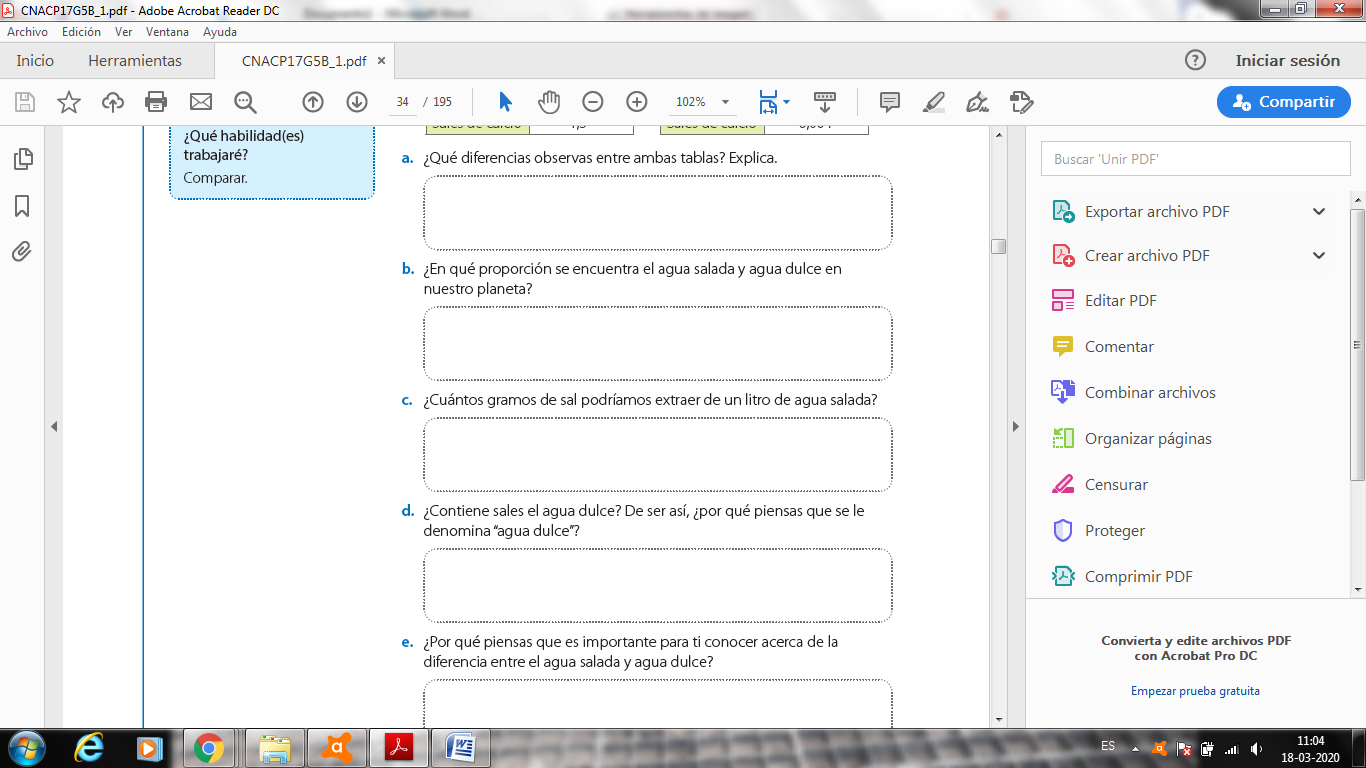 CNACP17G5B_1.pdf - Adobe Acrobat Reader DC
Archivo Edición Ver Ventana Ayuda
Inicio Herramientas CNACP17G5B_1.pdf × Iniciar sesión
34 / 195 102% Compartir
¿Qué habilidad(es)
trabajaré?
Comparar.
a. ¿Qué diferencias observas entre ambas tablas? Explica.
b. ¿En qué proporción se encuentra el agua salada y agua dulce en
nuestro planeta?
c. ¿Cuántos gramos de sal podríamos extraer de un litro de agua salada?
d. ¿Contiene sales el agua dulce? De ser así, ¿por qué piensas que se le
denomina “agua dulce”?
e. ¿Por qué piensas que es importante para ti conocer acerca de la
diferencia entre el agua salada y agua dulce?
Buscar 'Unir PDF'
Exportar archivo PDF
Crear archivo PDF
Editar PDF
Comentar
Combinar archivos
Organizar páginas
Censurar
Proteger
Comprimir PDF
Convierta y edite archivos PDF
con Acrobat Pro DC
Empezar prueba gratuita
ES 11:04
18-03-2020